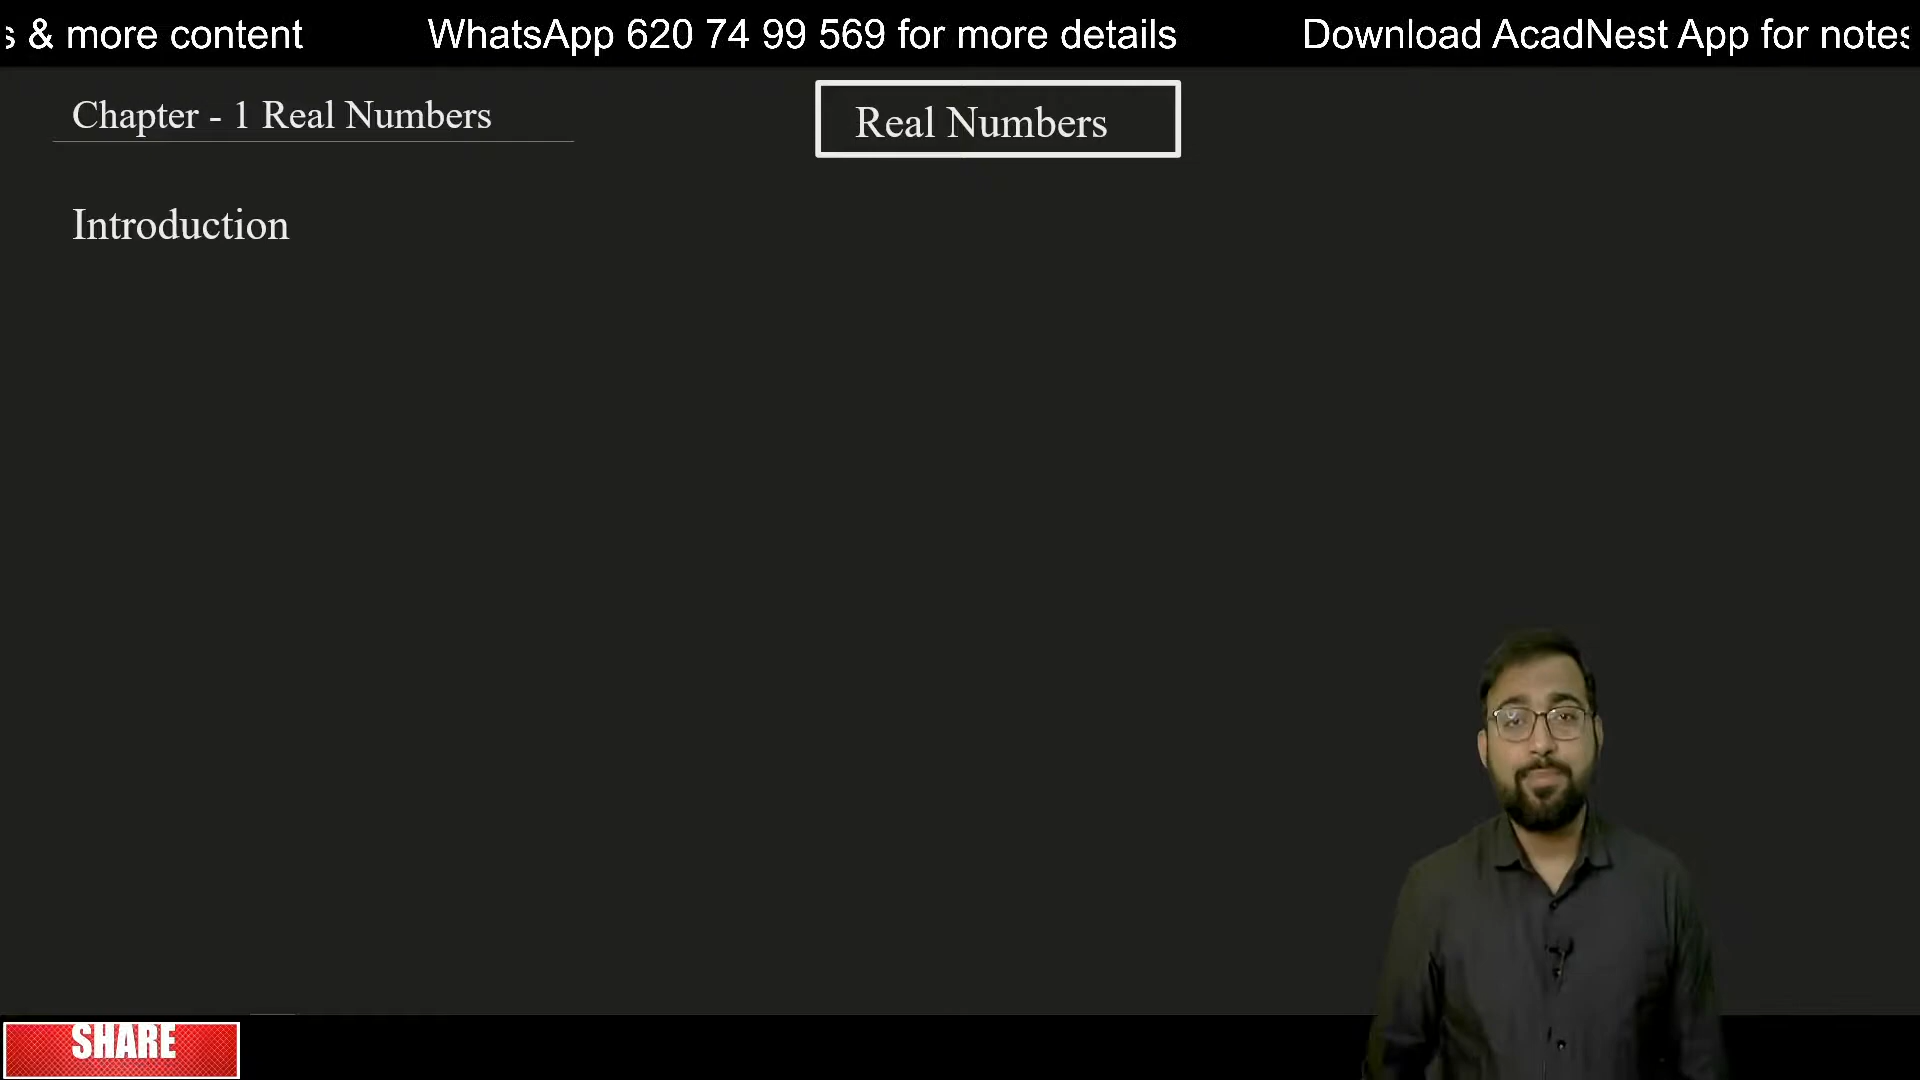 s & more content WhatsApp 620 74 99 569 for more details Download AcadNest App for notes
Chapter - 1 Real Numbers
Real Numbers
Introduction
SHARE